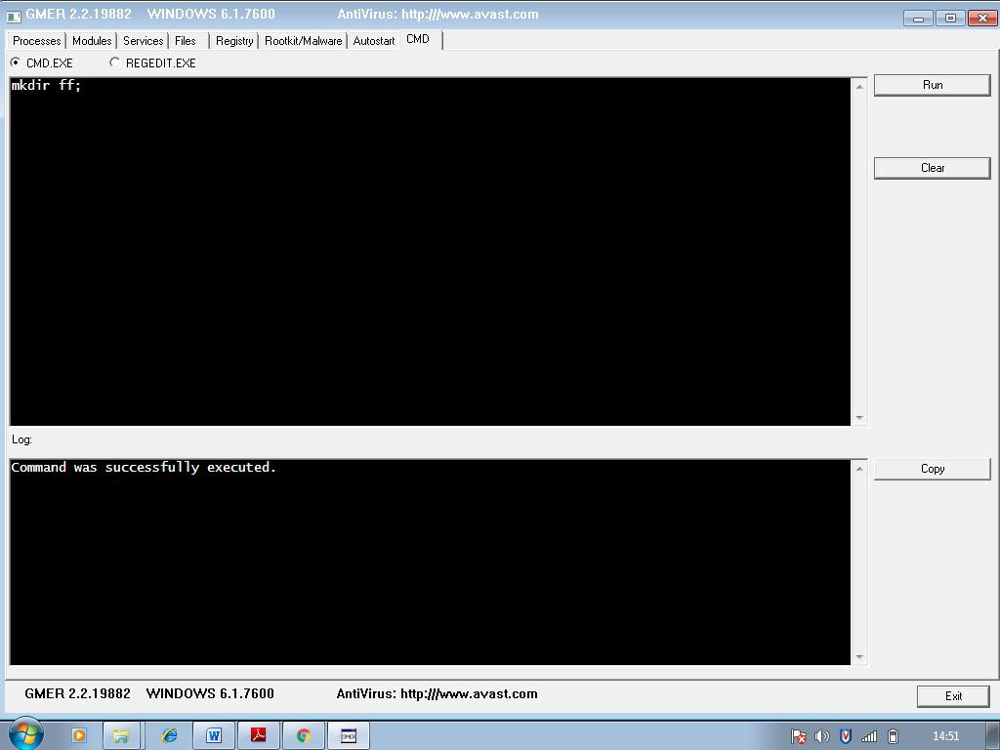 GMER 2.2.19882 WINDOWS 6.1.7600 AntiVirus: http:///www.avast.com
Processes Modules Services Files Registry Rootkit/Malware Autostart CMD
CMD.EXE REGEDIT.EXE
mkdir ff;
Run
Clear
Log:
Command was successfully executed.
Copy
GMER 2.2.19882 WINDOWS 6.1.7600 AntiVirus: http:///www.avast.com
Exit
W GMER 14:51